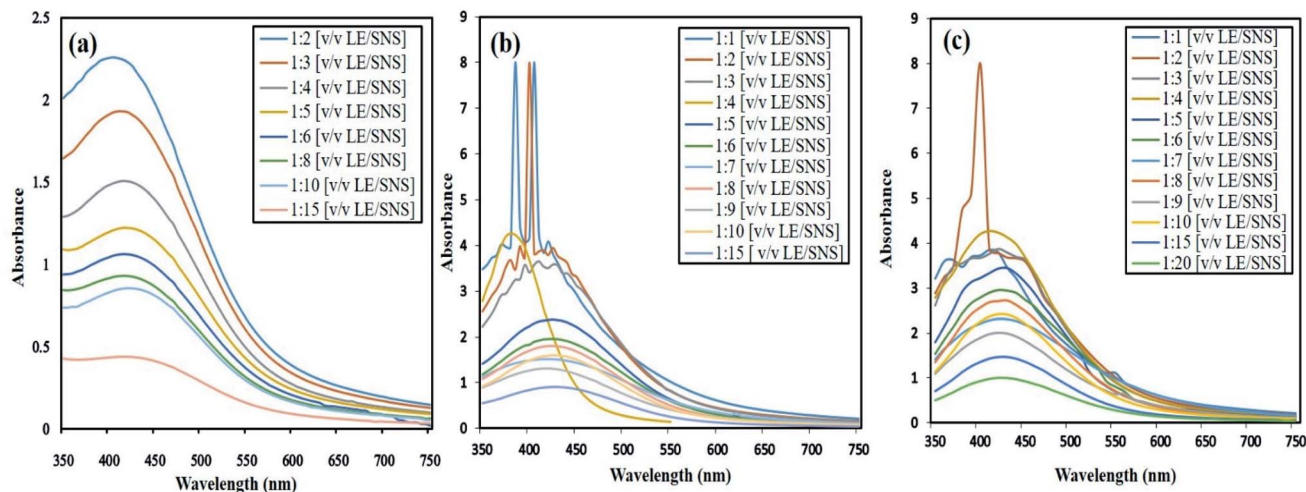 (a)
2.5
2
1.5
1
0.5
0
Absorbance
350 400 450 500 550 600 650 700 750
Wavelength (nm)
1:2 [v/v LE/SNS]
1:3 [v/v LE/SNS]
1:4 [v/v LE/SNS]
1:5 [v/v LE/SNS]
1:6 [v/v LE/SNS]
1:8 [v/v LE/SNS]
1:10 [v/v LE/SNS]
1:15 [v/v LE/SNS]
(b)
9
8
7
6
5
4
3
2
1
0
Absorbance
350 400 450 500 550 600 650 700 750
Wavelength (nm)
1:1 [v/v LE/SNS]
1:2 [v/v LE/SNS]
1:3 [v/v LE/SNS]
1:4 [v/v LE/SNS]
1:5 [v/v LE/SNS]
1:6 [v/v LE/SNS]
1:7 [v/v LE/SNS]
1:8 [v/v LE/SNS]
1:9 [v/v LE/SNS]
1:10 [v/v LE/SNS]
1:15 [ v/v LE/SNS]
(c)
9
8
7
6
5
4
3
2
1
0
Absorbance
350 400 450 500 550 600 650 700 750
Wavelength (nm)
1:1 [v/v LE/SNS]
1:2 [v/v LE/SNS]
1:3 [v/v LE/SNS]
1:4 [v/v LE/SNS]
1:5 [v/v LE/SNS]
1:6 [v/v LE/SNS]
1:7 [v/v LE/SNS]
1:8 [v/v LE/SNS]
1:9 [v/v LE/SNS]
1:10 [v/v LE/SNS]
1:15 [v/v LE/SNS]
1:20 [v/v LE/SNS]